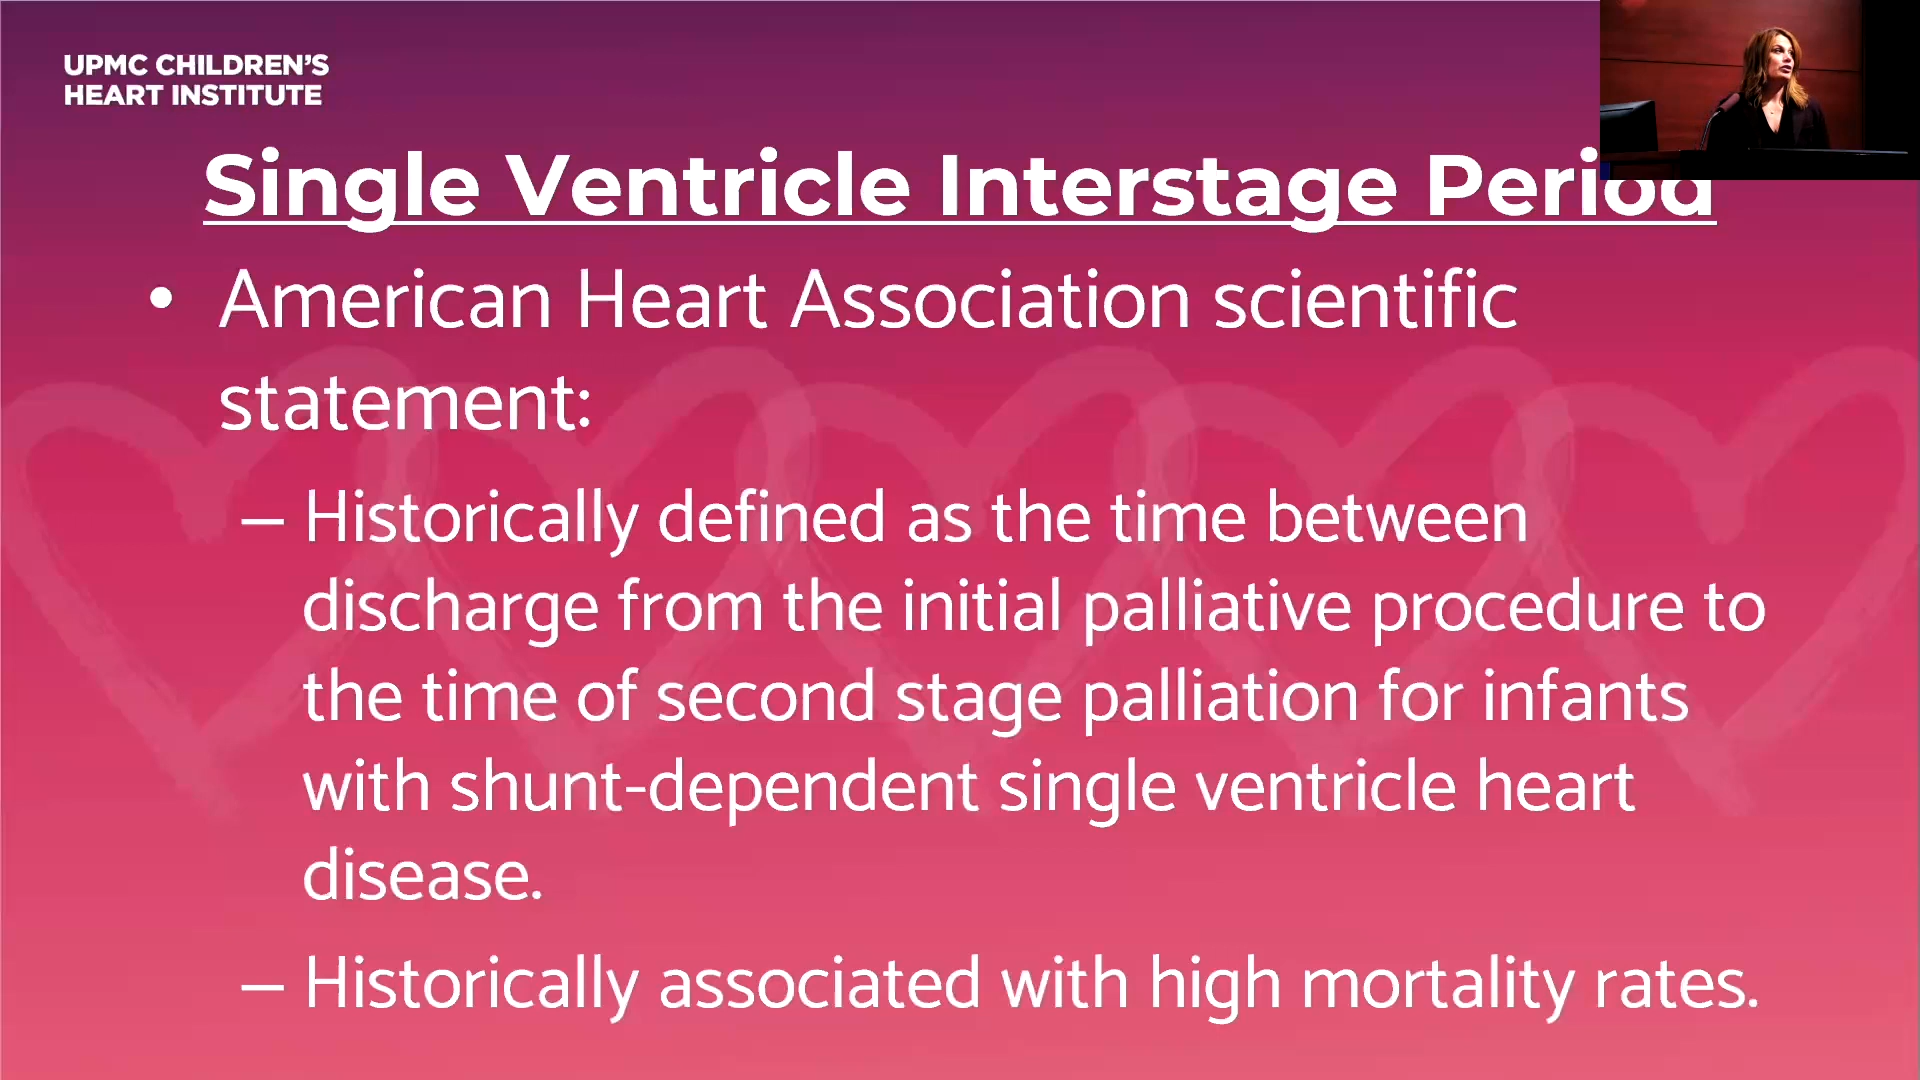 UPMC CHILDREN'S
HEART INSTITUTE
Single Ventricle Interstage Period
• American Heart Association scientific
statement:
– Historically defined as the time between
discharge from the initial palliative procedure to
the time of second stage palliation for infants
with shunt-dependent single ventricle heart
disease.
– Historically associated with high mortality rates.